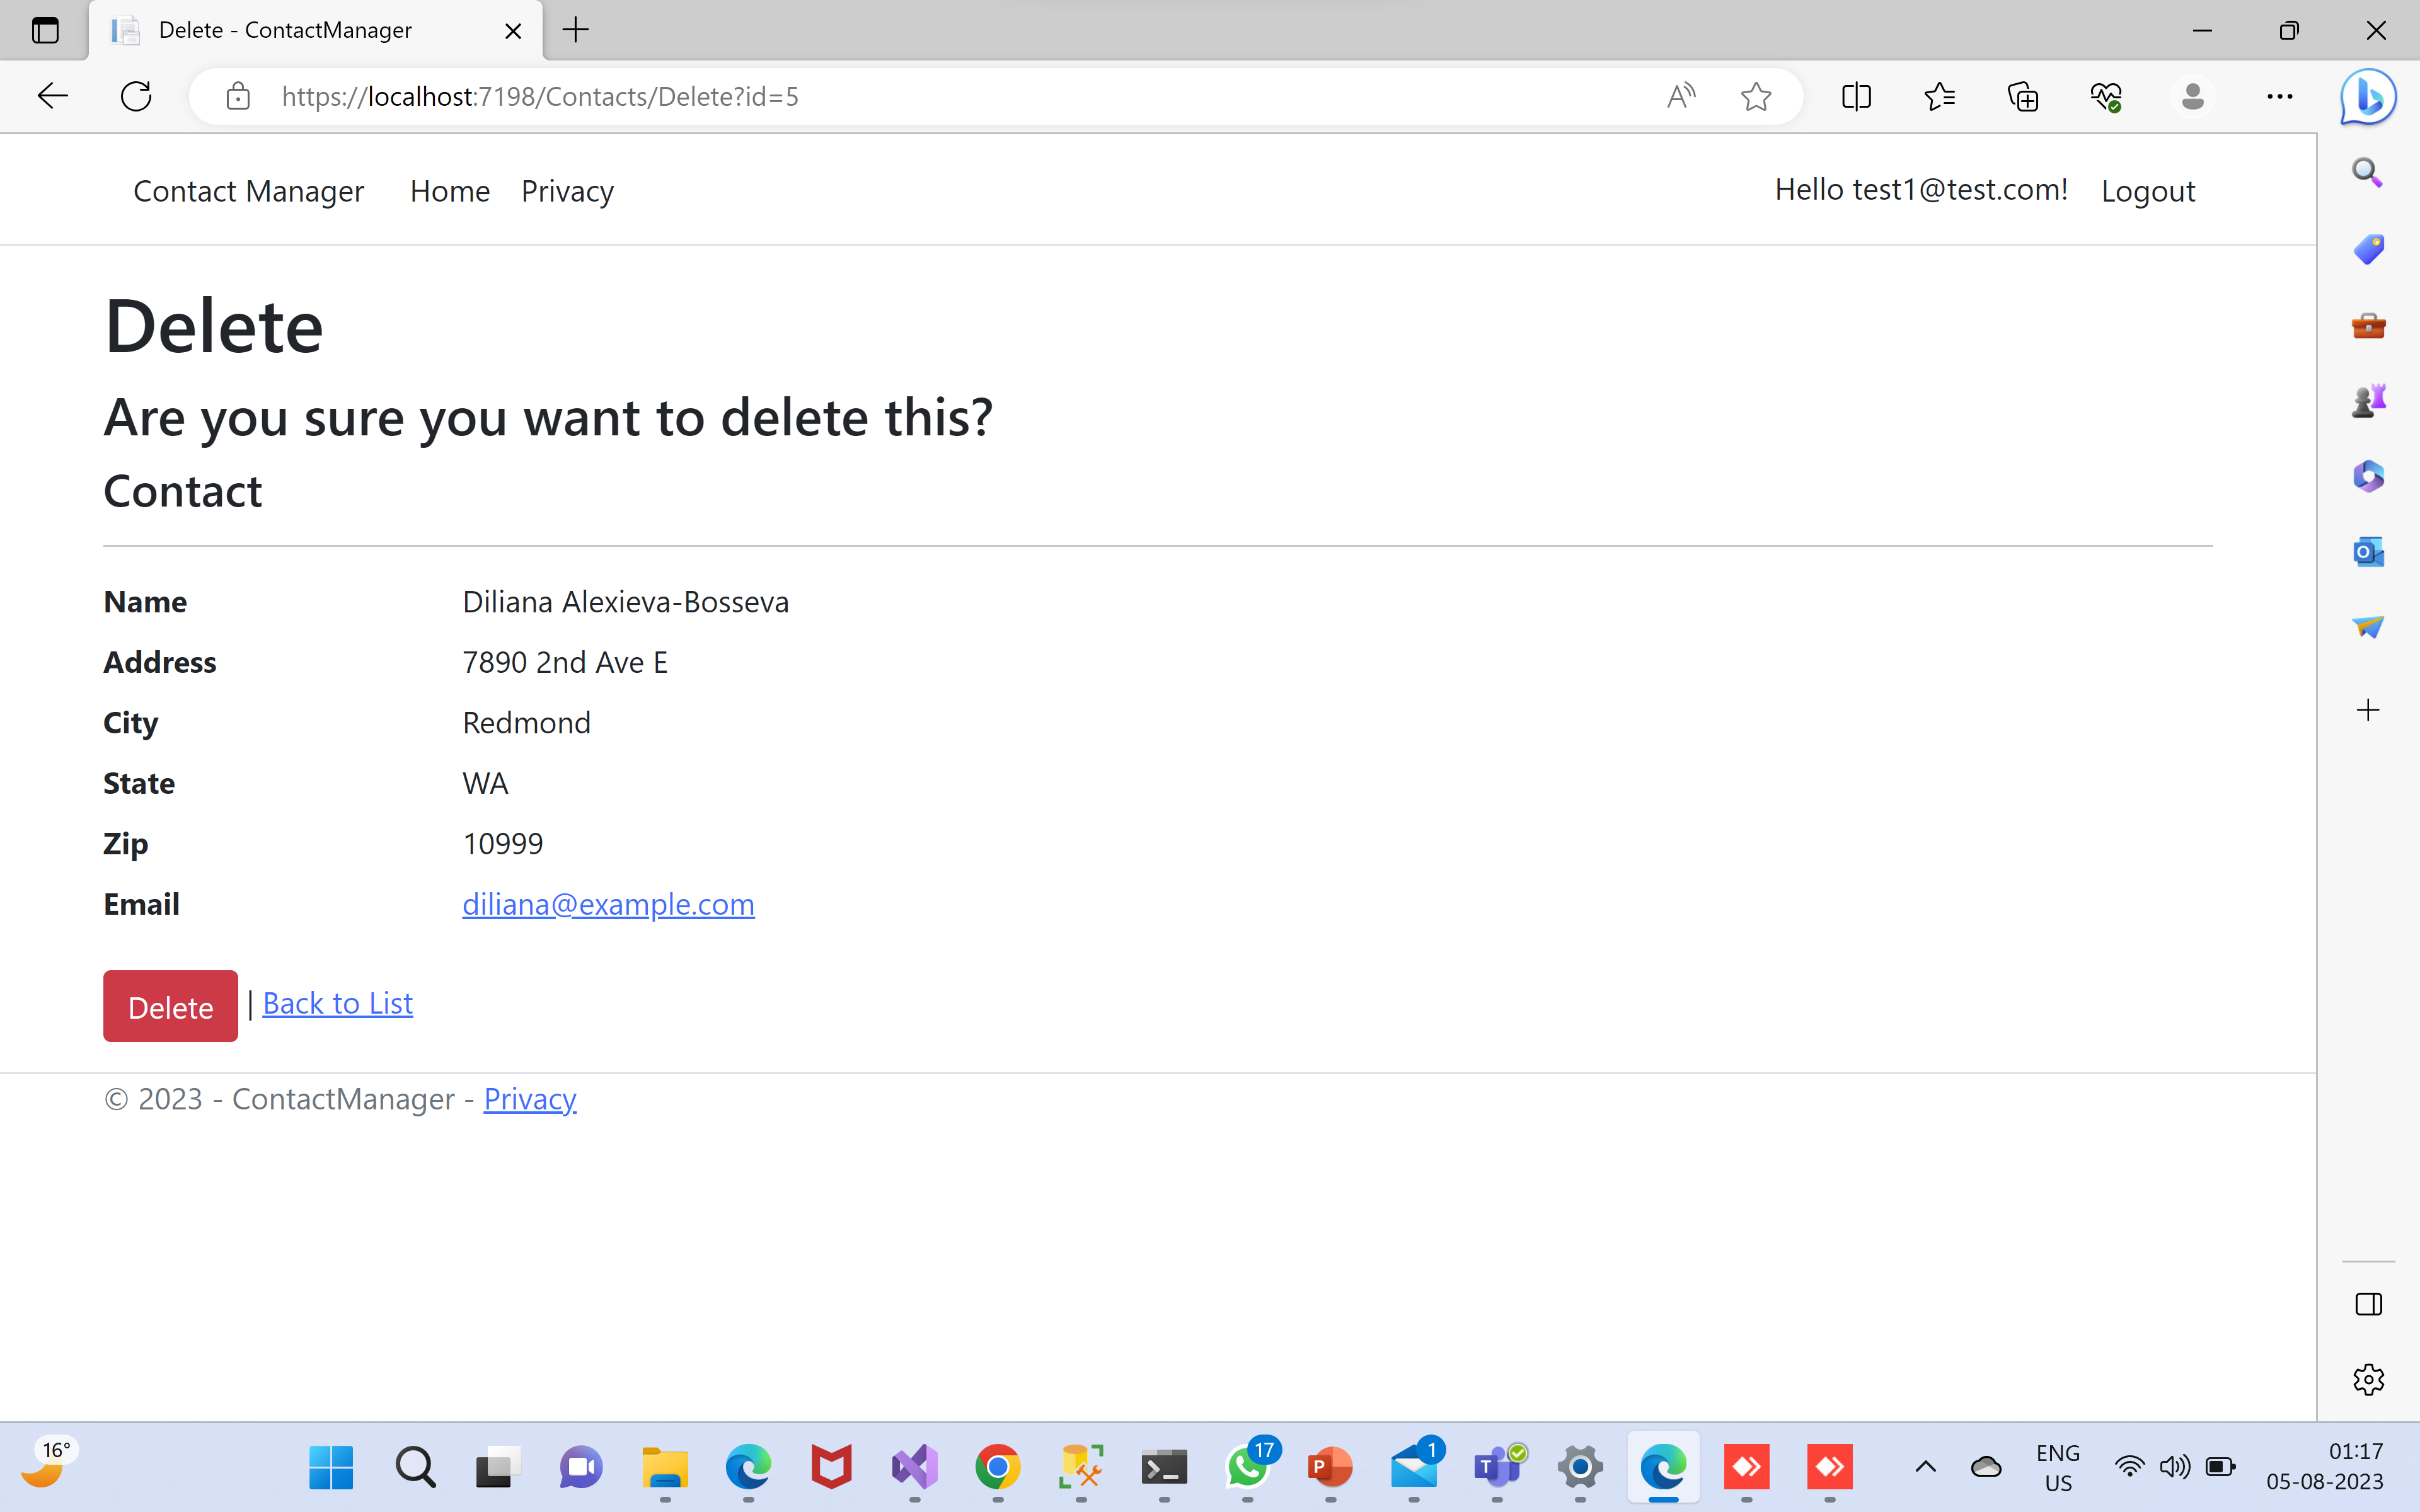 Delete - ContactManager
https://localhost:7198/Contacts/Delete?id=5
Contact Manager Home Privacy Hello test1@test.com! Logout
Delete
Are you sure you want to delete this?
Contact
Name Diliana Alexieva-Bosseva
Address 7890 2nd Ave E
City Redmond
State WA
Zip 10999
Email diliana@example.com
Delete | Back to List
© 2023 - ContactManager - Privacy
16°
17
P
1
T
ENG
US
01:17
05-08-2023